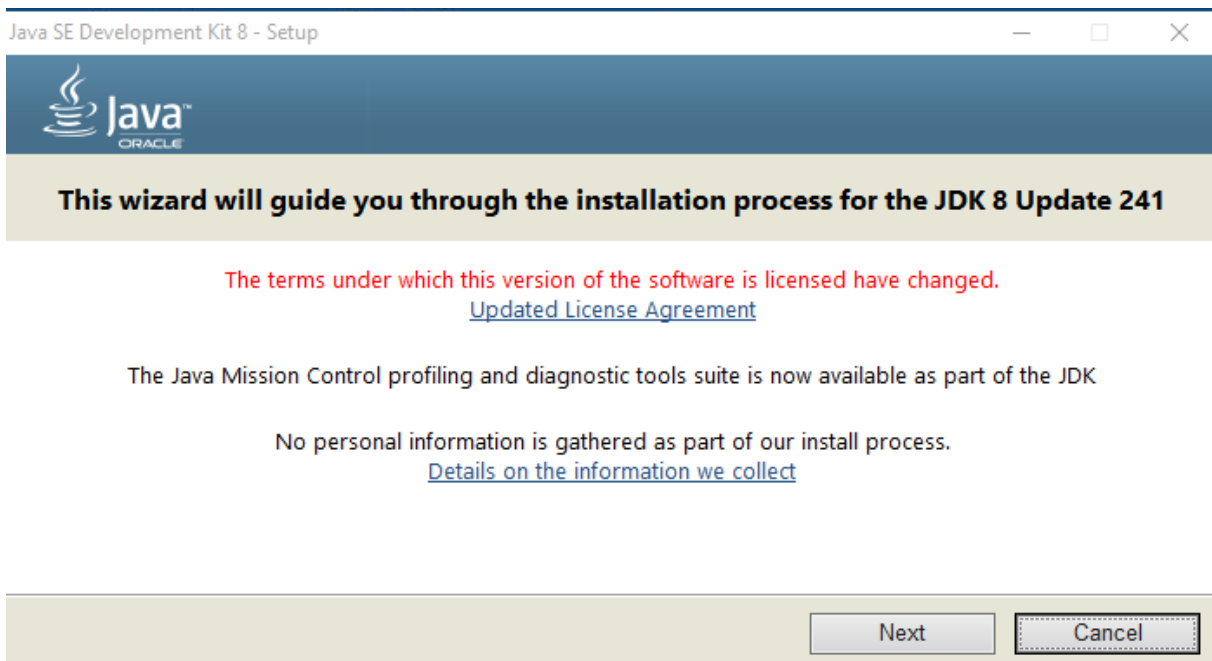 Java SE Development Kit 8 - Setup
Java™
ORACLE
This wizard will guide you through the installation process for the JDK 8 Update 241
The terms under which this version of the software is licensed have changed.
Updated License Agreement
The Java Mission Control profiling and diagnostic tools suite is now available as part of the JDK
No personal information is gathered as part of our install process.
Details on the information we collect
Next
Cancel